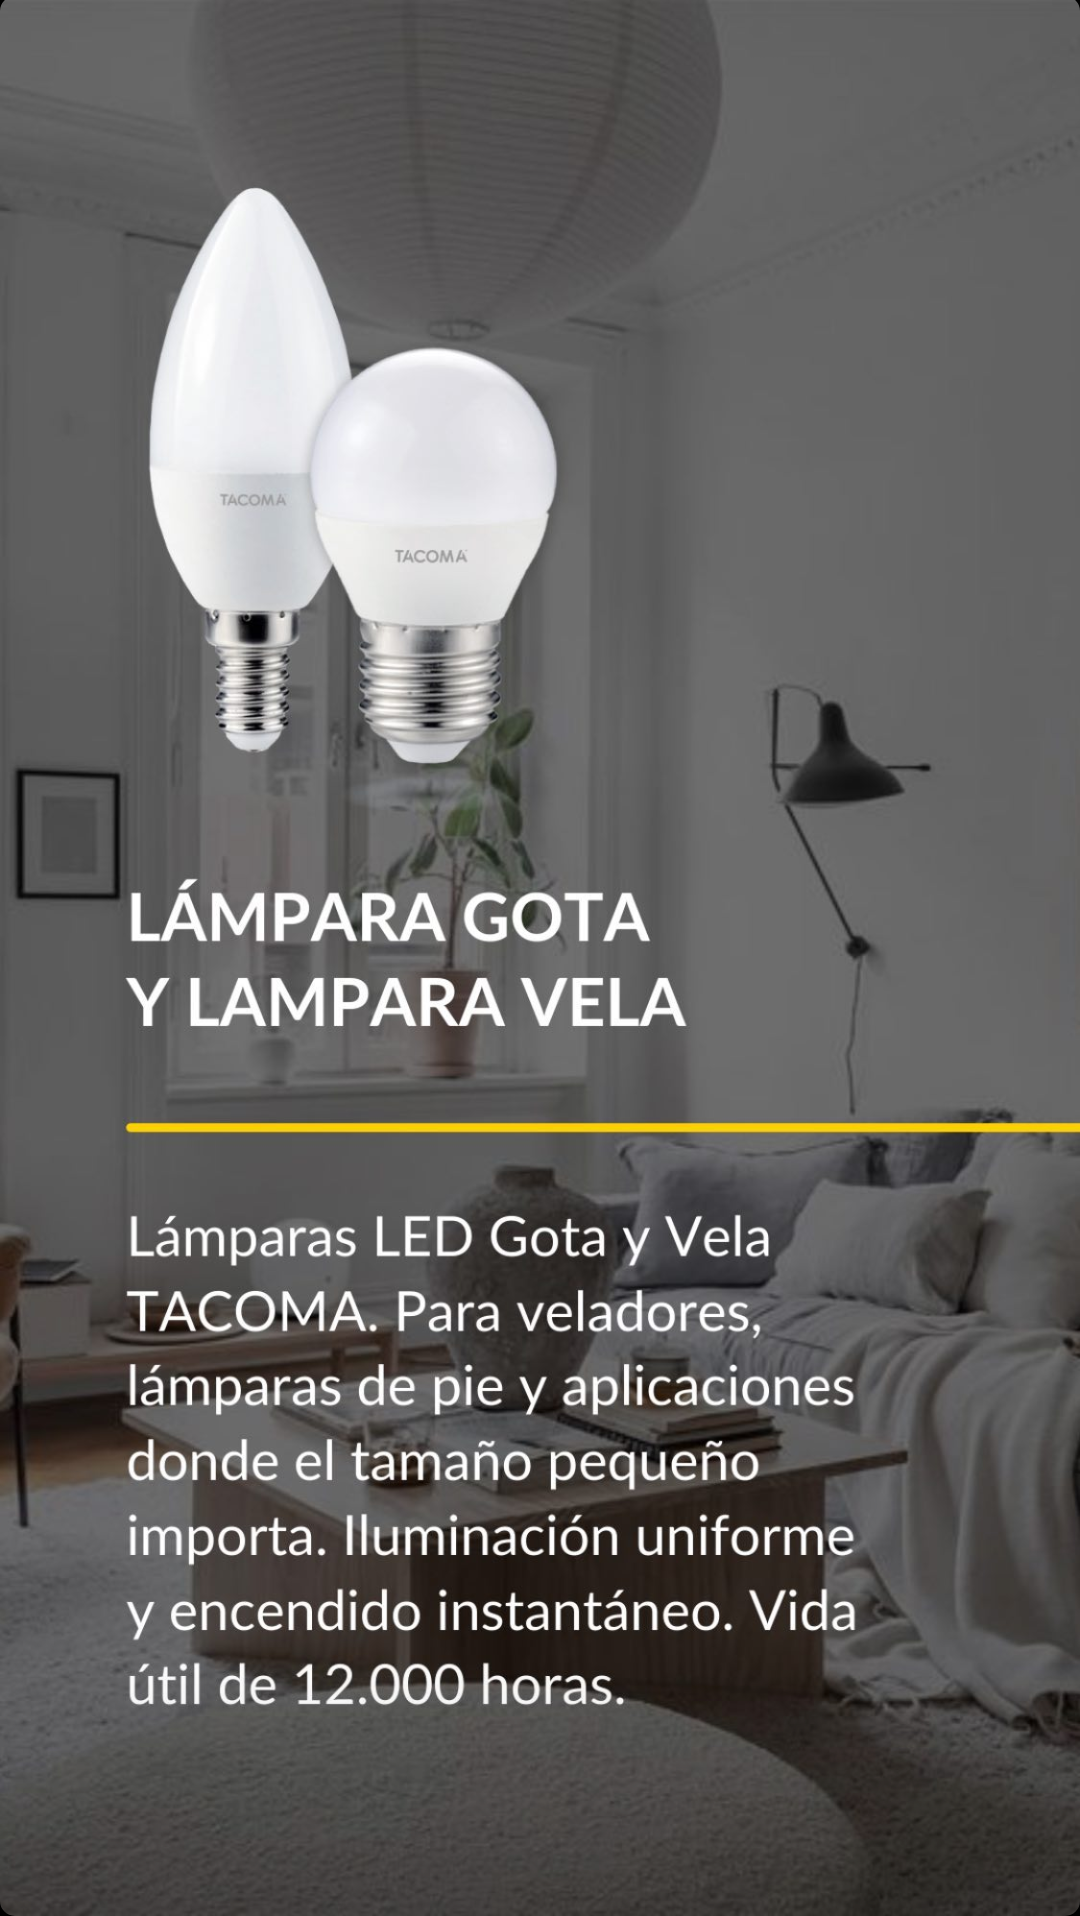 TACOMA
TACOMA
LÁMPARA GOTA
Y LAMPARA VELA
Lámparas LED Gota y Vela
TACOMA. Para veladores,
lámparas de pie y aplicaciones
donde el tamaño pequeño
importa. Iluminación uniforme
y encendido instantáneo. Vida
útil de 12.000 horas.